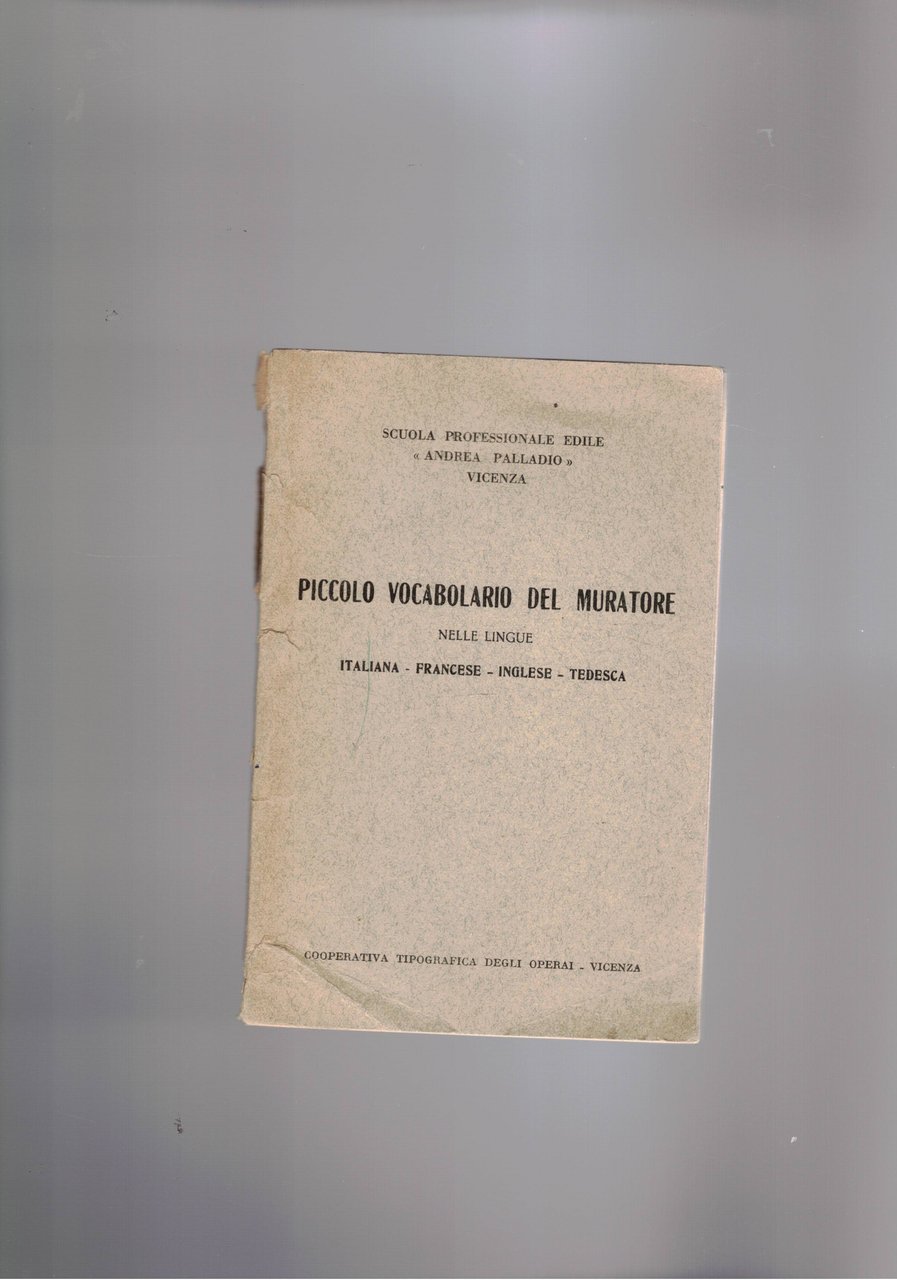 SCUOLA PROFESSIONALE EDILE
« ANDREA PALLADIO »
VICENZA
PICCOLO VOCABOLARIO DEL MURATORE
NELLE LINGUE
ITALIANA - FRANCESE - INGLESE - TEDESCA
COOPERATIVA TIPOGRAFICA DEGLI OPERAI - VICENZA